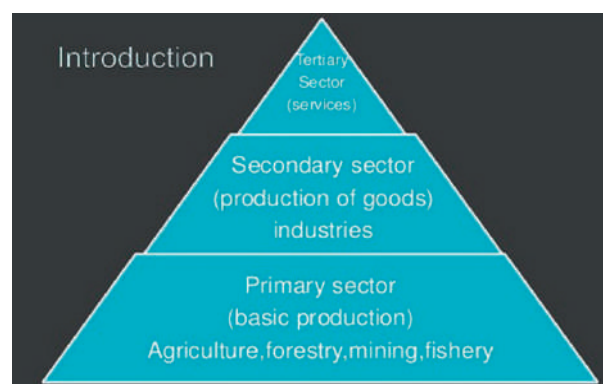 Introduction
Tertiary
Sector
(services)
Secondary sector
(production of goods)
industries
Primary sector
(basic production)
Agriculture,forestry,mining,fishery